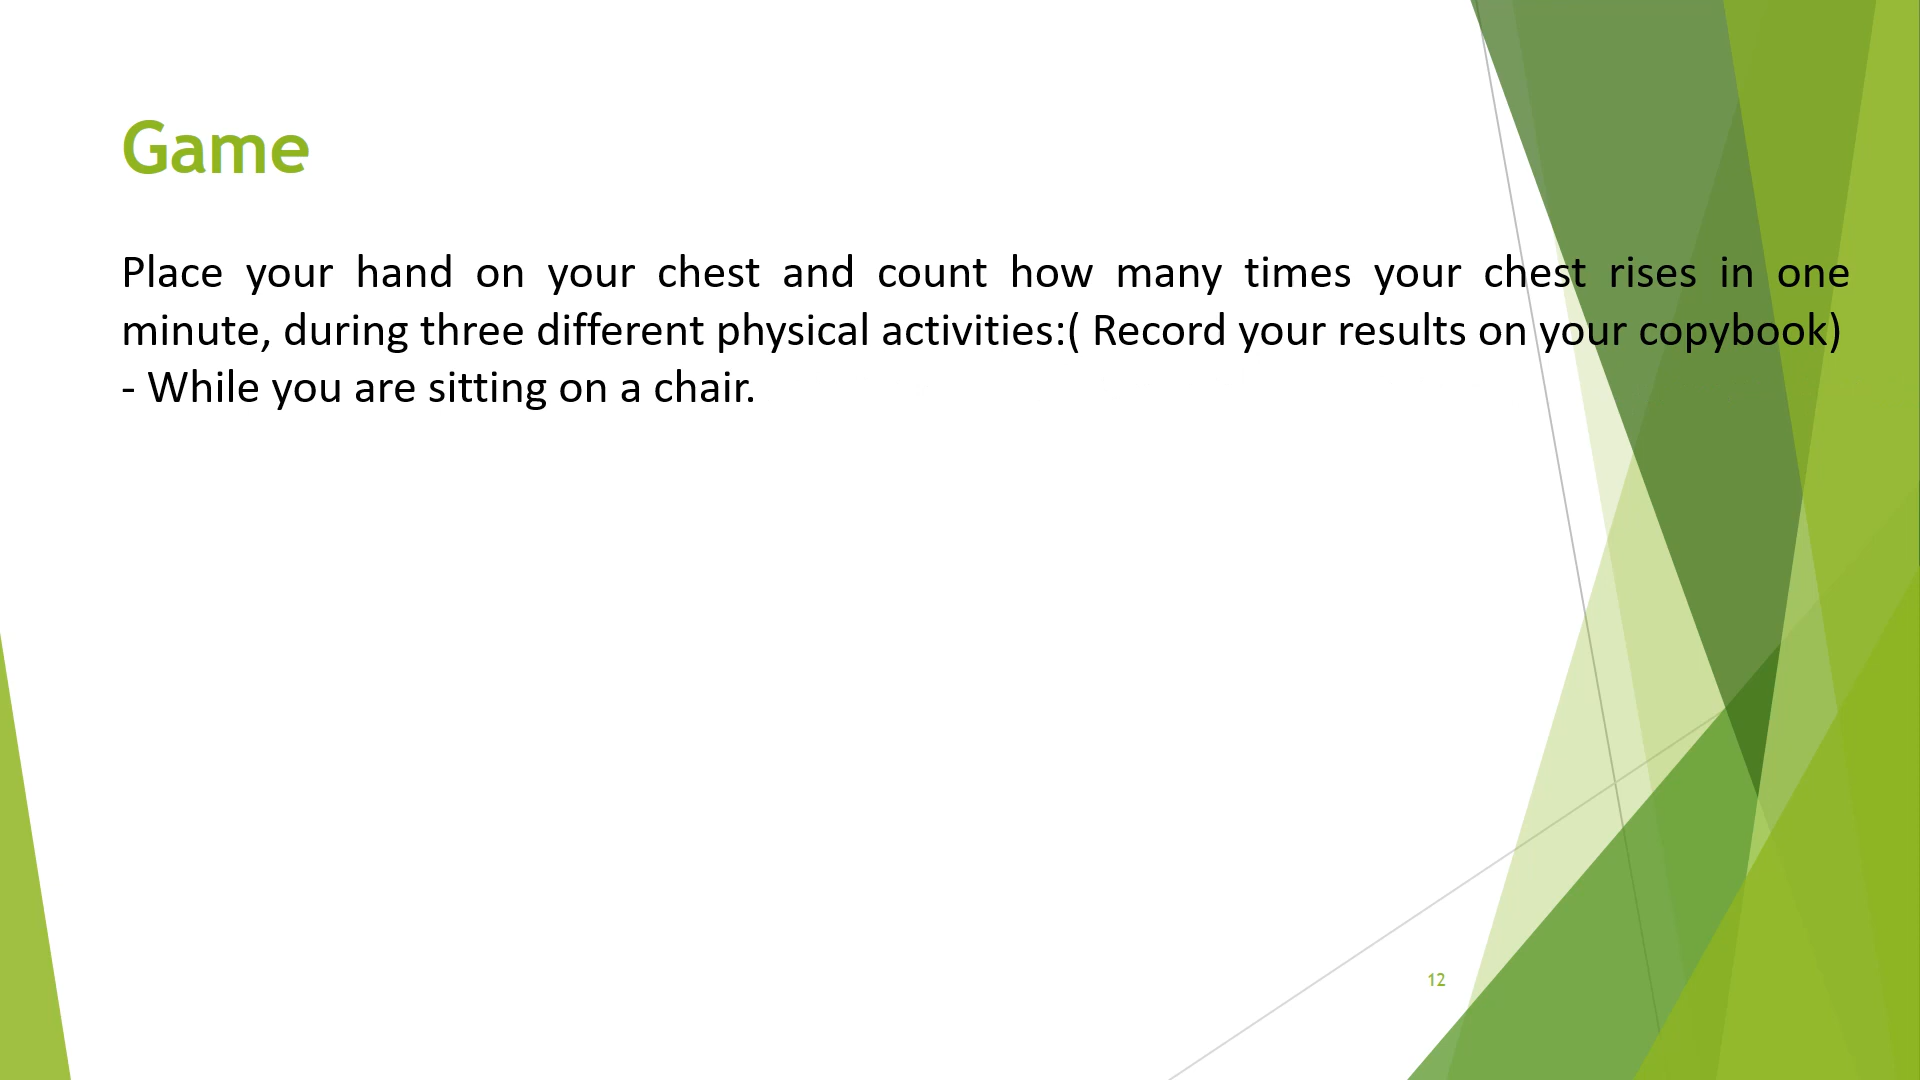 Game
Place your hand on your chest and count how many times your chest rises in one
minute, during three different physical activities:( Record your results on your copybook)
- While you are sitting on a chair.
12